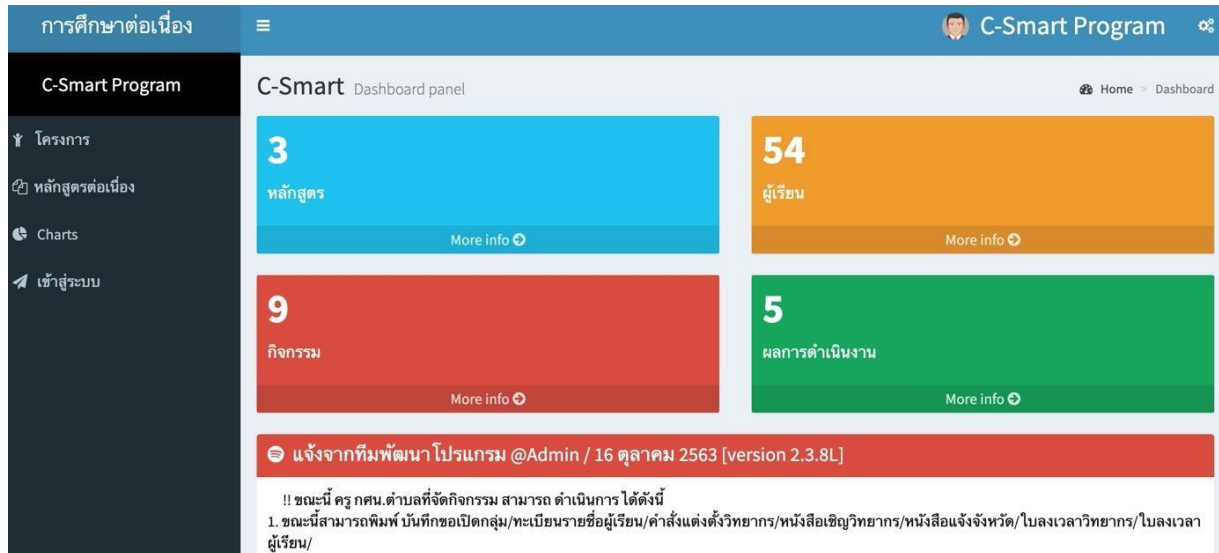 การศึกษาต่อเนื่อง
C-Smart Program
C-Smart Program
C-Smart Dashboard panel
Home > Dashboard
โครงการ
หลักสูตรต่อเนื่อง
Charts
เข้าสู่ระบบ
3
หลักสูตร
More info
54
ผู้เรียน
More info
9
กิจกรรม
More info
5
ผลการดำเนินงาน
More info
แจ้งจากทีมพัฒนาโปรแกรม @Admin / 16 ตุลาคม 2563 [version 2.3.8L]
!! ขณะนี้ ครู กศน.ตำบลที่จัดกิจกรรม สามารถ ดำเนินการ ได้ดังนี้
1. ขณะนี้สามารถพิมพ์ บันทึกขอเปิดกลุ่ม/ทะเบียนรายชื่อผู้เรียน/คำสั่งแต่งตั้งวิทยากร/หนังสือเชิญวิทยากร/หนังสือแจ้งจังหวัด/ใบลงเวลาวิทยากร/ใบลงเวลา
ผู้เรียน/